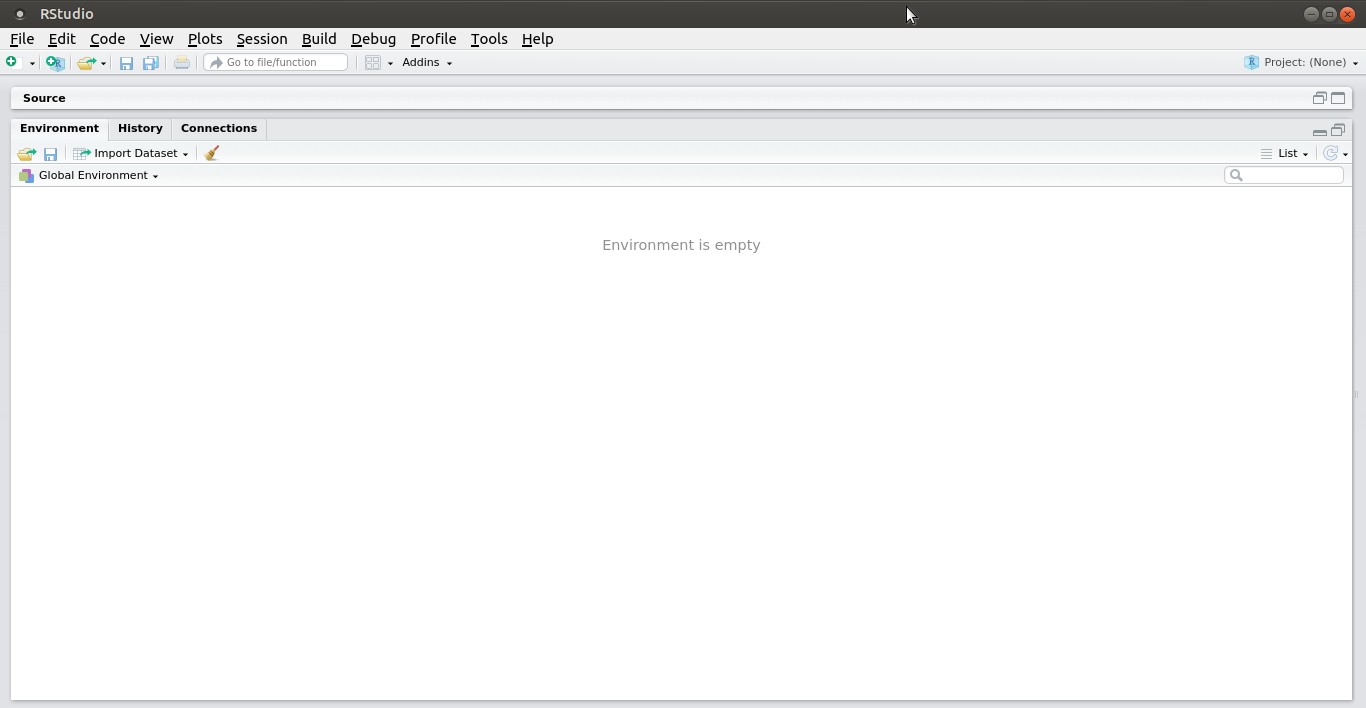 RStudio
File Edit Code View Plots Session Build Debug Profile Tools Help
Go to file/function Addins Project: (None)
Source
Environment History Connections
Import Dataset List
Global Environment
Environment is empty